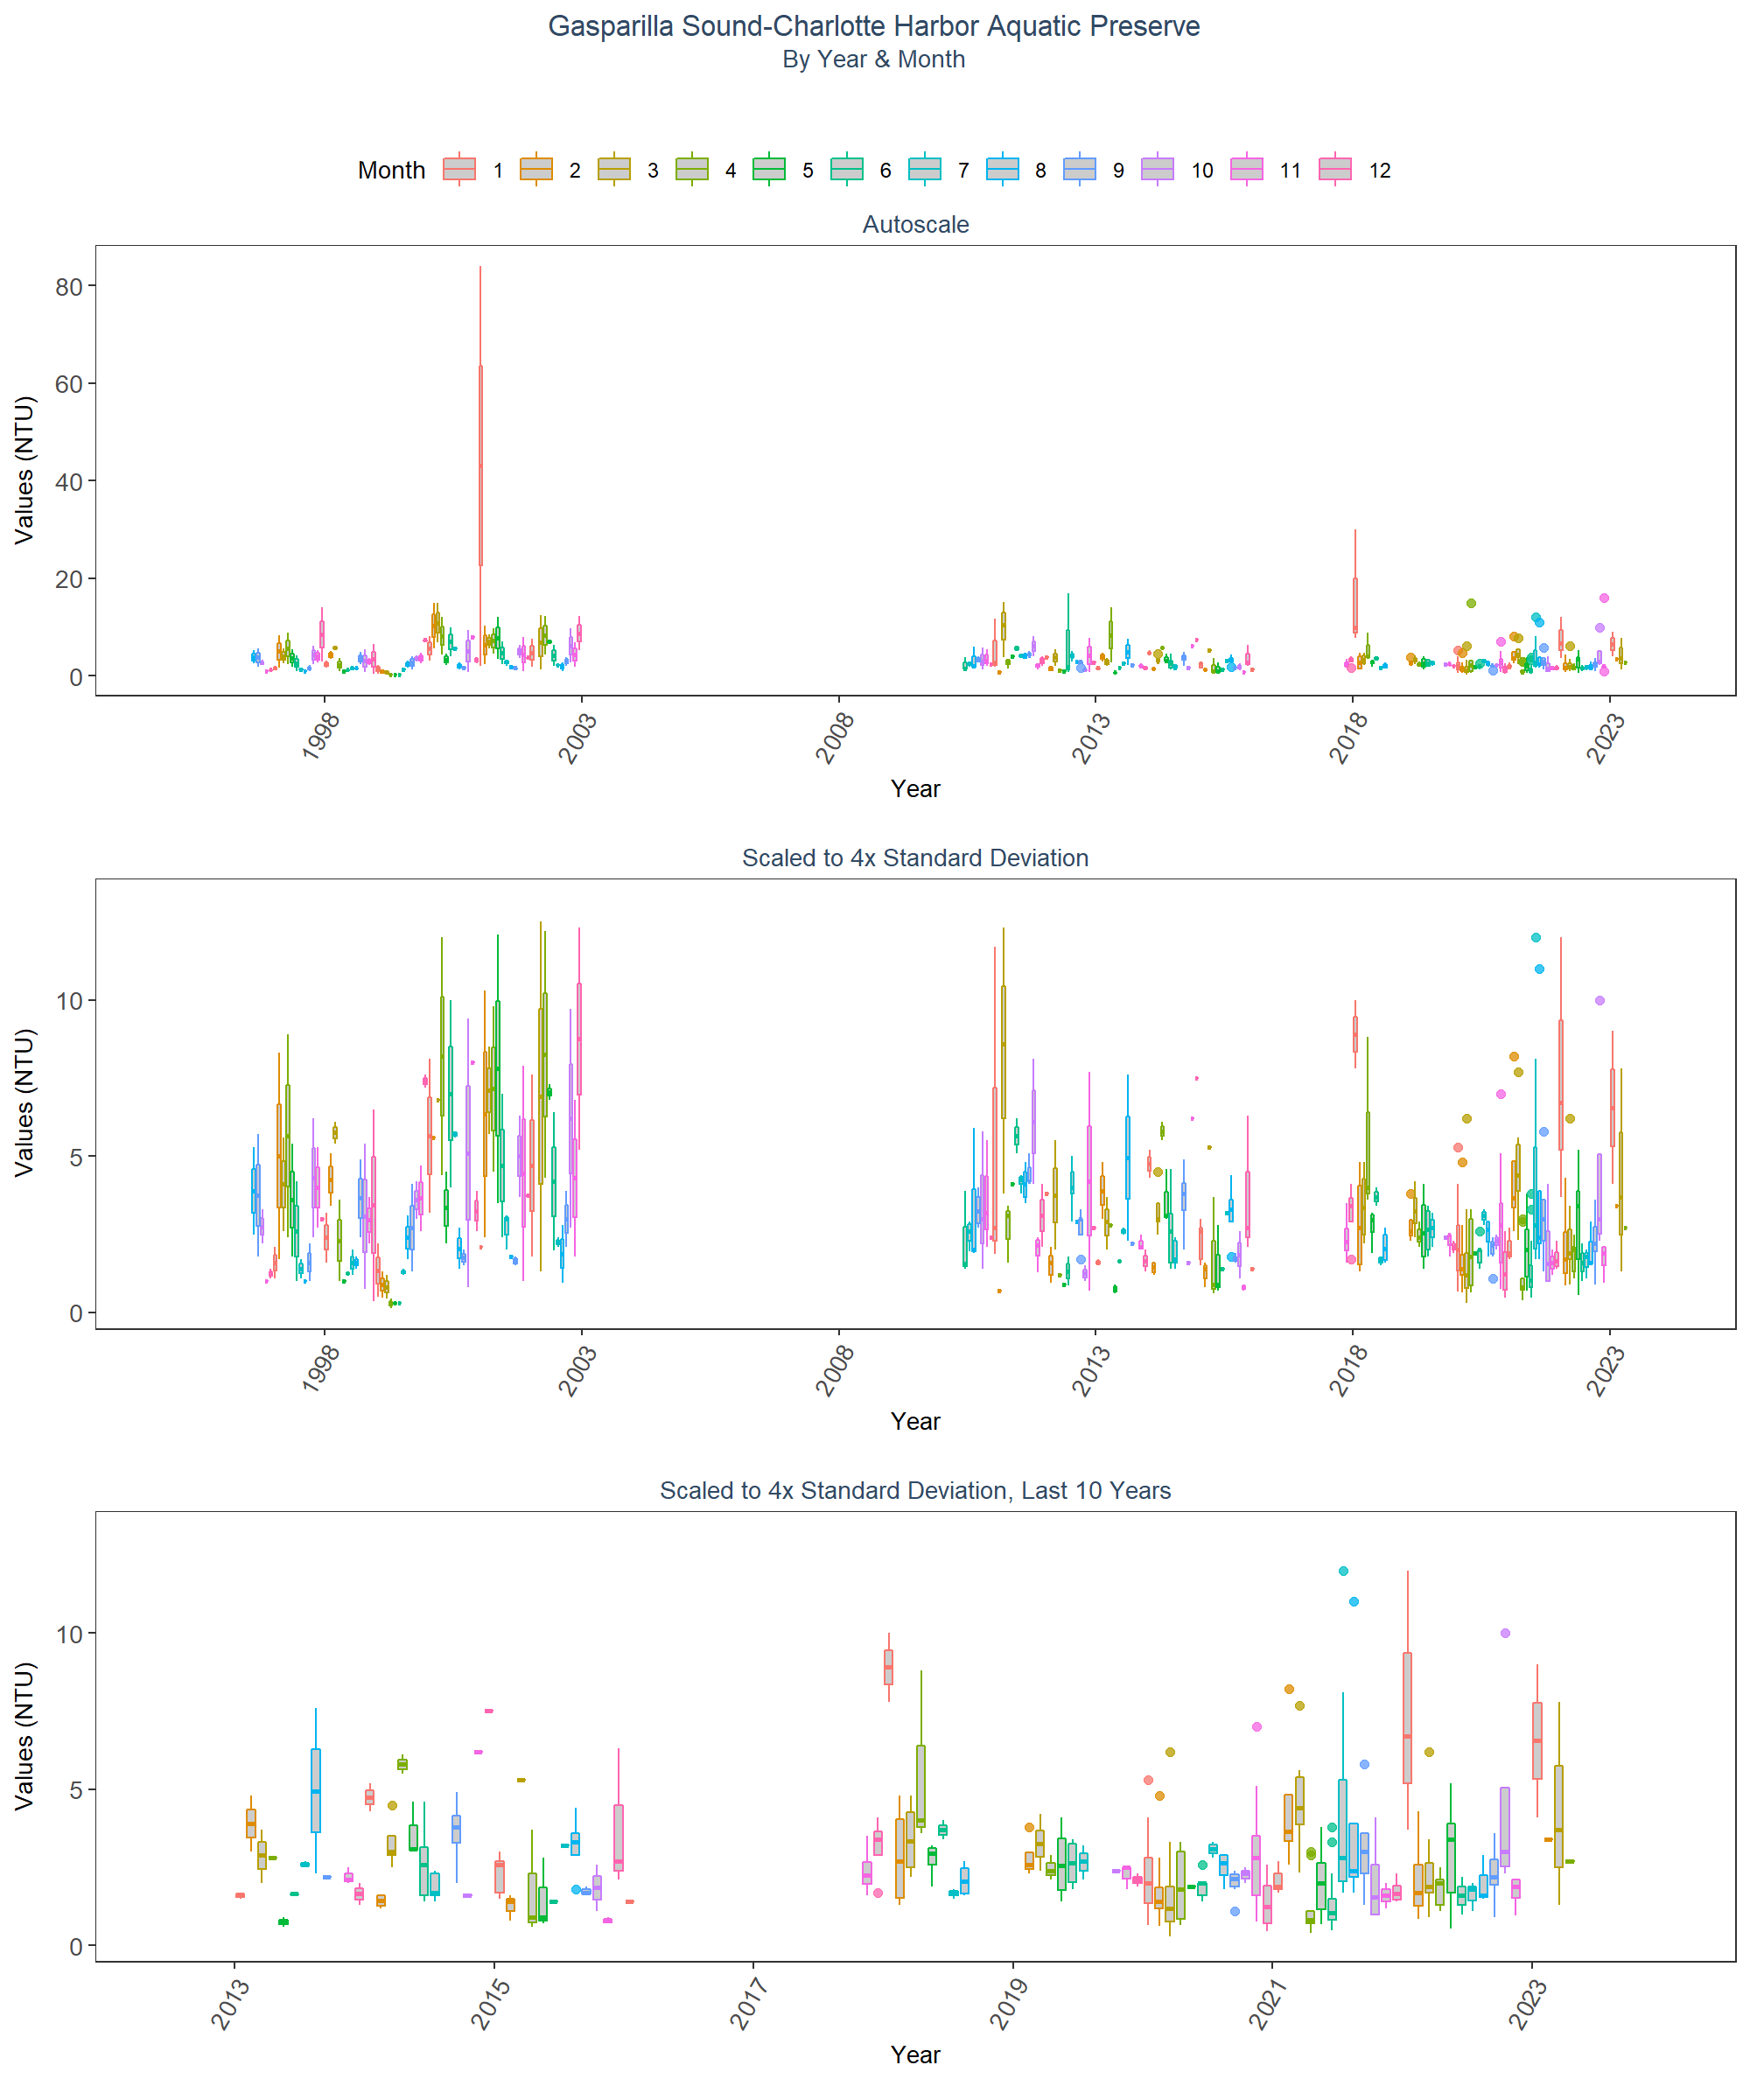 Gasparilla Sound-Charlotte Harbor Aquatic Preserve
By Year & Month
Month 1 2 3 4 5 6 7 8 9 10 11 12
Autoscale
Values (NTU)
80
60
40
20
0
1998 2003 2008 2013 2018 2023
Year
Scaled to 4x Standard Deviation
Values (NTU)
10
5
0
1998 2003 2008 2013 2018 2023
Year
Scaled to 4x Standard Deviation, Last 10 Years
Values (NTU)
10
5
0
2013 2015 2017 2019 2021 2023
Year